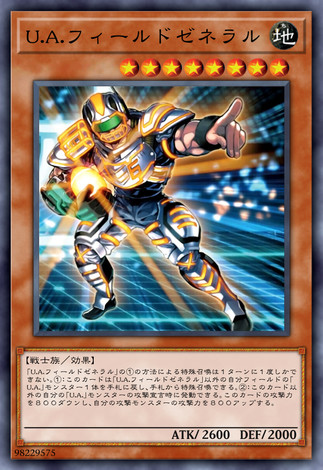 U.A.フィールドゼネラル
地
【戦士族／効果】
「U.A.フィールドゼネラル」の①の方法による特殊召喚は１ターンに１度しかで
きない。①：このカードは「U.A.フィールドゼネラル」以外の自分フィールドの「
U.A.」モンスター１体を手札に戻し、手札から特殊召喚できる。②：このカード以
外の自分の「U.A.」モンスターの攻撃宣言時に発動できる。このカードの攻撃力
を８００ダウンし、自分の攻撃モンスターの攻撃力を８００アップする。
ATK/ 2600 DEF/2000
98229575